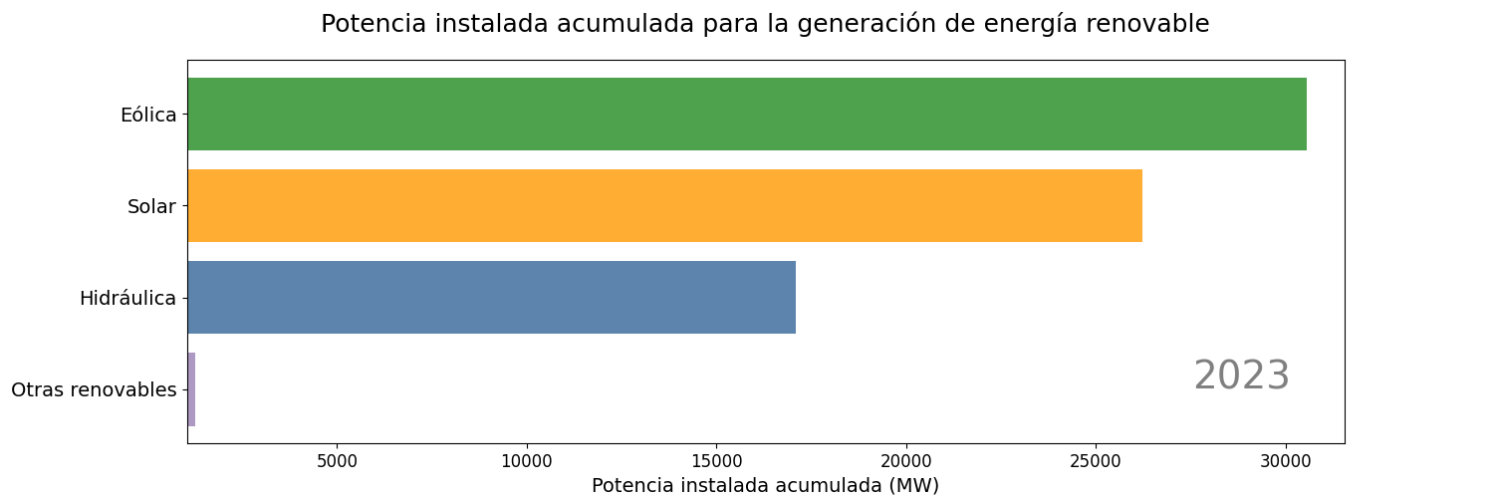 Potencia instalada acumulada para la generación de energía renovable
Eólica
Solar
Hidráulica
Otras renovables
2023
5000 10000 15000 20000 25000 30000
Potencia instalada acumulada (MW)